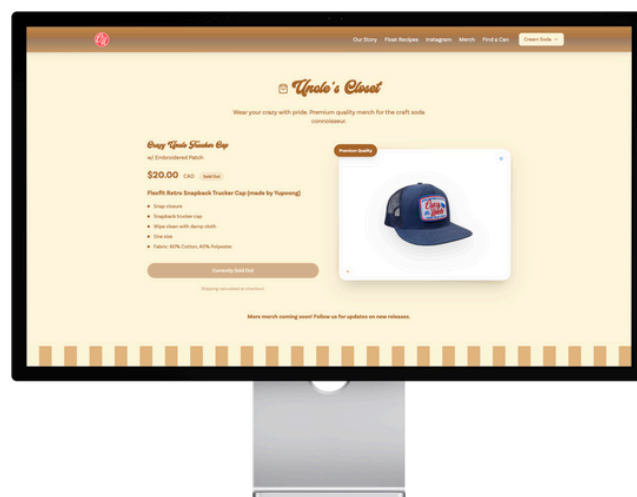 Our Story Float Recipes Instagram Merch Find a Can Cream Soda
Uncle's Closet
Wear your crazy with pride. Premium quality merch for the craft soda
connoisseur.
Crazy Uncle Trucker Cap
w/ Embroidered Patch
$20.00 CAD Sold Out
Flexfit Retro Snapback Trucker Cap (made by Yupoong)
Snap closure
Snapback trucker cap
Wipe clean with damp cloth
One size
Fabric: 60% Cotton, 40% Polyester
Currently Sold Out
Shipping calculated at checkout
Premium Quality
Crazy
Uncle
More merch coming soon! Follow us for updates on new releases.